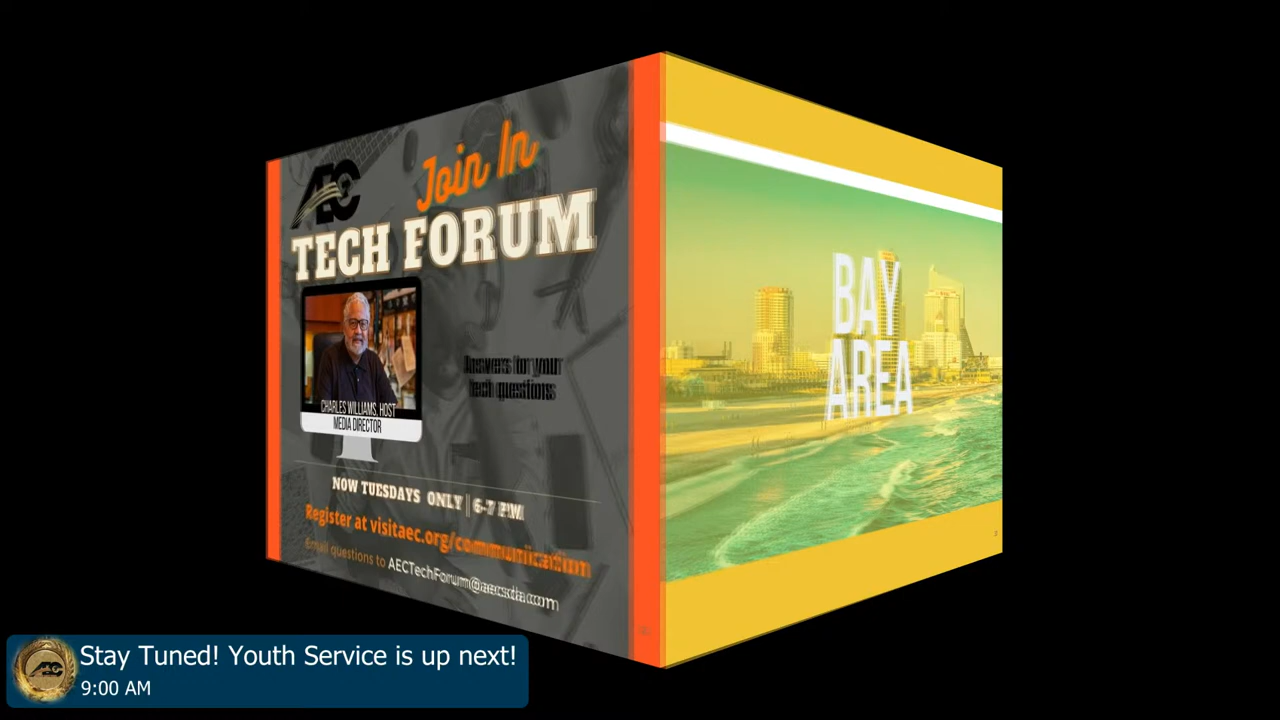 AEC
Join In
TECH FORUM
CHARLES WILLIAMS, HOST
MEDIA DIRECTOR
Answers for your
tech questions
NOW TUESDAYS ONLY | 6-7 PM
Register at visitaec.org/communication
Email questions to AECTechForum@aecsda.com
BAY
AREA
AEC
Stay Tuned! Youth Service is up next!
9:00 AM